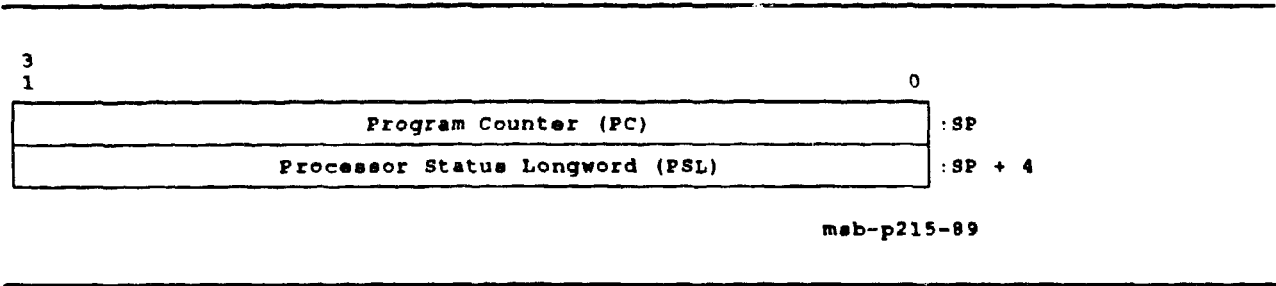 3
1 0
Program Counter (PC) :SP
Processor Status Longword (PSL) :SP + 4
msb-p215-89